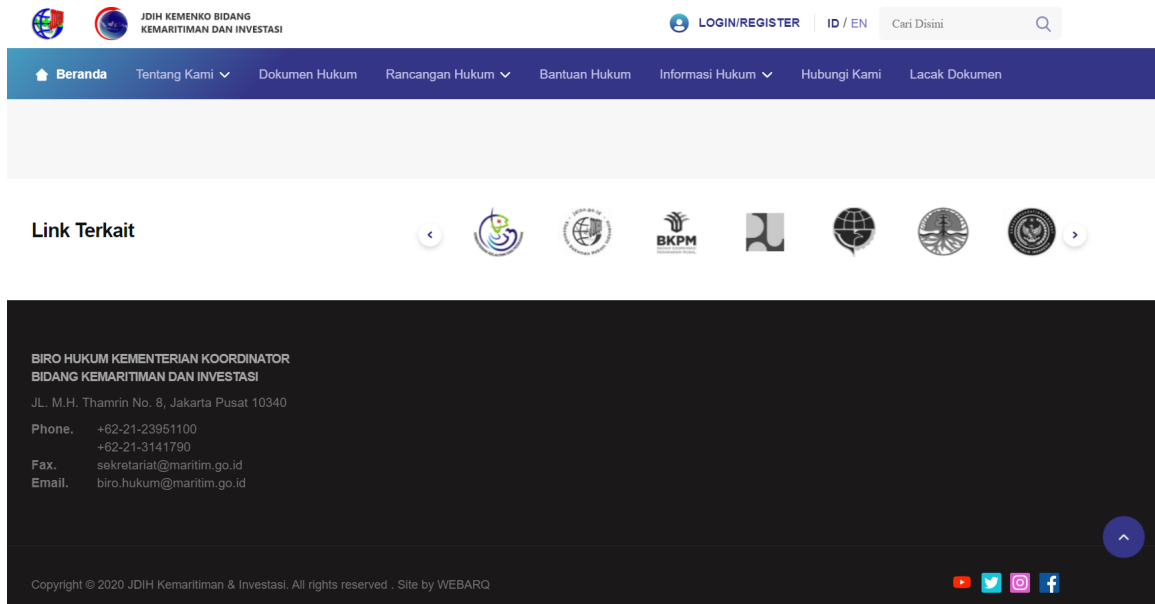 JDIH KEMENKO BIDANG
KEMARITIMAN DAN INVESTASI
LOGIN/REGISTER
ID / EN
Cari Disini
Beranda
Tentang Kami
Dokumen Hukum
Rancangan Hukum
Bantuan Hukum
Informasi Hukum
Hubungi Kami
Lacak Dokumen
Link Terkait
BKPM
BIRO HUKUM KEMENTERIAN KOORDINATOR
BIDANG KEMARITIMAN DAN INVESTASI
JL. M.H. Thamrin No. 8, Jakarta Pusat 10340
Phone. +62-21-23951100
+62-21-3141790
Fax. sekretariat@maritim.go.id
Email. biro.hukum@maritim.go.id
Copyright © 2020 JDIH Kemaritiman & Investasi. All rights reserved . Site by WEBARQ